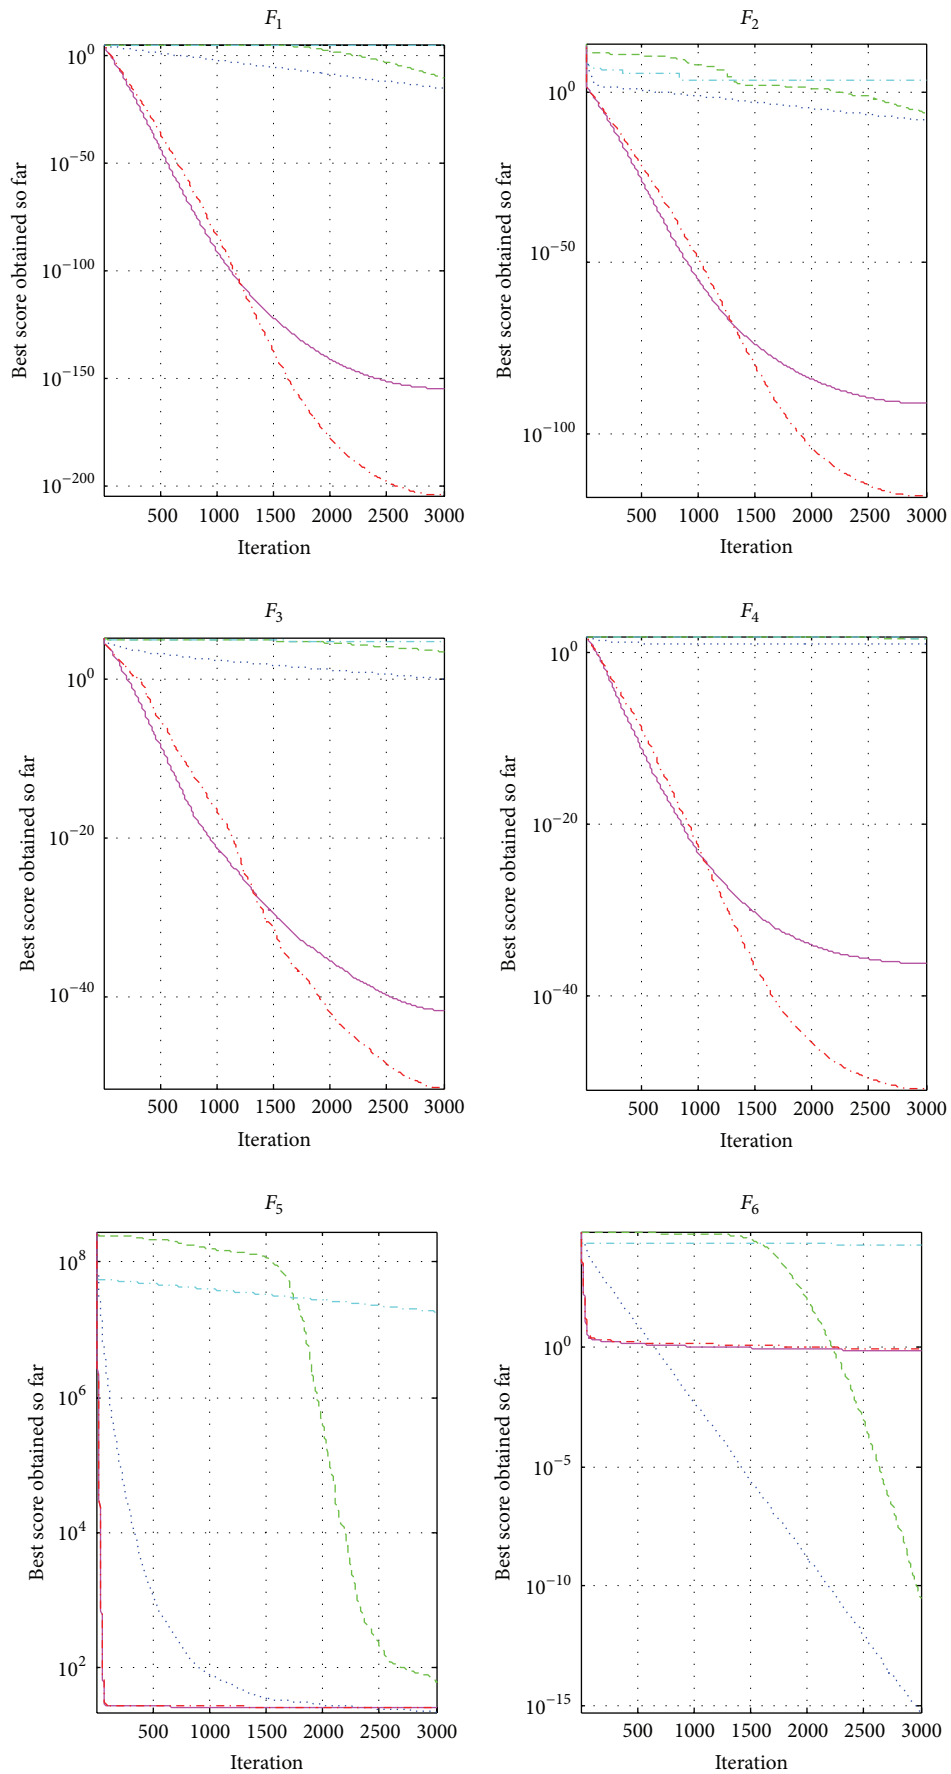 F1
Best score obtained so far
10^0
10^−50
10^−100
10^−150
10^−200
500 1000 1500 2000 2500 3000
Iteration
F2
Best score obtained so far
10^0
10^−50
10^−100
500 1000 1500 2000 2500 3000
Iteration
F3
Best score obtained so far
10^0
10^−20
10^−40
500 1000 1500 2000 2500 3000
Iteration
F4
Best score obtained so far
10^0
10^−20
10^−40
500 1000 1500 2000 2500 3000
Iteration
F5
Best score obtained so far
10^8
10^6
10^4
10^2
500 1000 1500 2000 2500 3000
Iteration
F6
Best score obtained so far
10^0
10^−5
10^−10
10^−15
500 1000 1500 2000 2500 3000
Iteration